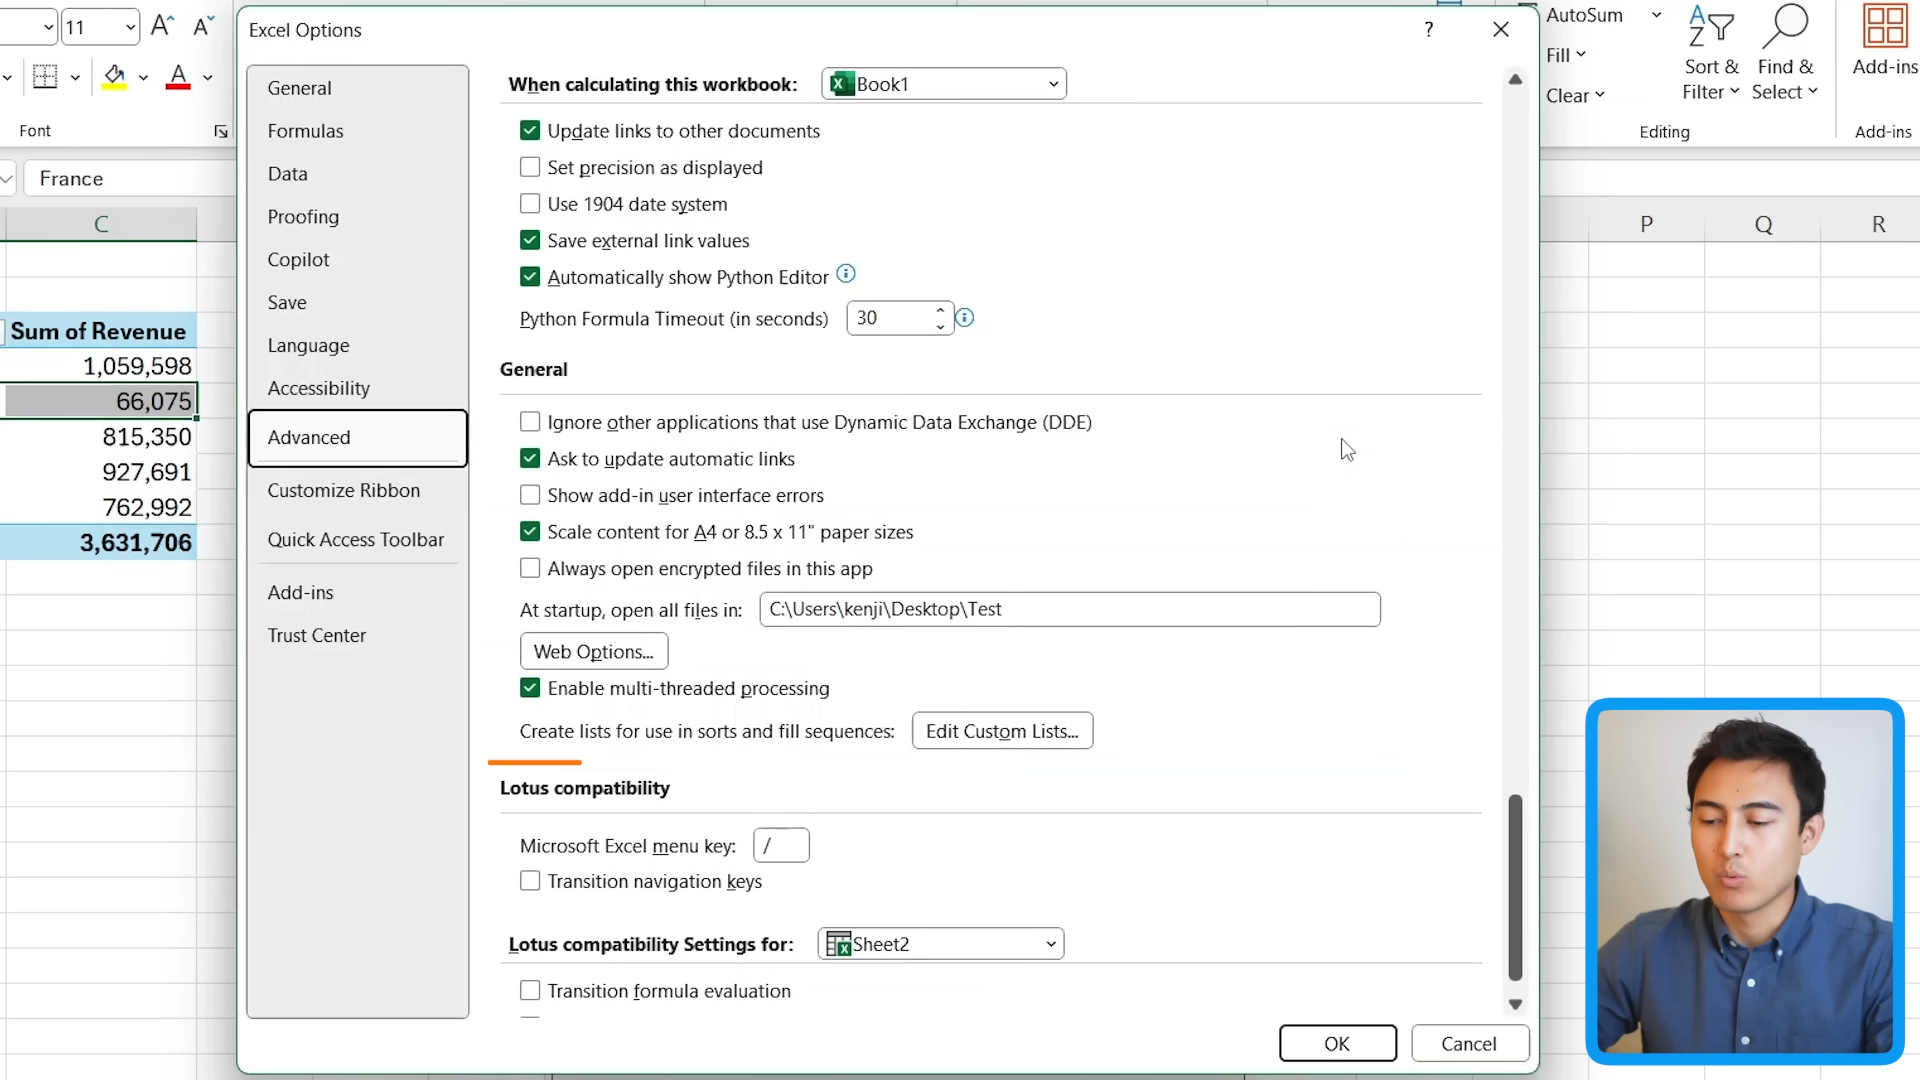 11
A^
A˅
Font
AutoSum
Fill
Clear
Sort &
Filter
Find &
Select
Editing
Add-ins
Add-ins
France
C
P
Q
R
Sum of Revenue
1,059,598
66,075
815,350
927,691
762,992
3,631,706
Excel Options
?
General
Formulas
Data
Proofing
Copilot
Save
Language
Accessibility
Advanced
Customize Ribbon
Quick Access Toolbar
Add-ins
Trust Center
When calculating this workbook: Book1
Update links to other documents
Set precision as displayed
Use 1904 date system
Save external link values
Automatically show Python Editor
Python Formula Timeout (in seconds) 30
General
Ignore other applications that use Dynamic Data Exchange (DDE)
Ask to update automatic links
Show add-in user interface errors
Scale content for A4 or 8.5 x 11" paper sizes
Always open encrypted files in this app
At startup, open all files in: C:\Users\kenji\Desktop\Test
Web Options...
Enable multi-threaded processing
Create lists for use in sorts and fill sequences: Edit Custom Lists...
Lotus compatibility
Microsoft Excel menu key: /
Transition navigation keys
Lotus compatibility Settings for: Sheet2
Transition formula evaluation
OK
Cancel